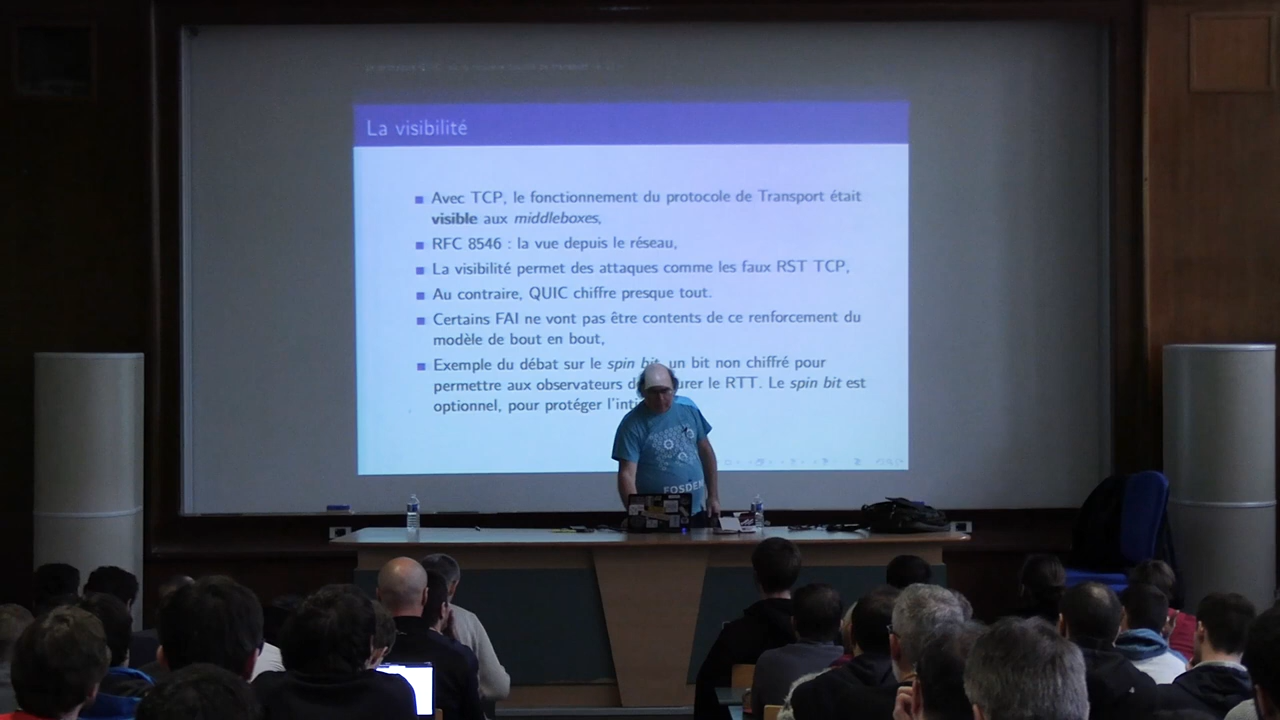 La visibilité
Avec TCP, le fonctionnement du protocole de Transport était
visible aux middleboxes,
RFC 8546 : la vue depuis le réseau,
La visibilité permet des attaques comme les faux RST TCP,
Au contraire, QUIC chiffre presque tout.
Certains FAI ne vont pas être contents de ce renforcement du
modèle de bout en bout,
Exemple du débat sur le spin bit, un bit non chiffré pour
permettre aux observateurs de urer le RTT. Le spin bit est
optionnel, pour protéger l'inti
FOSDEM